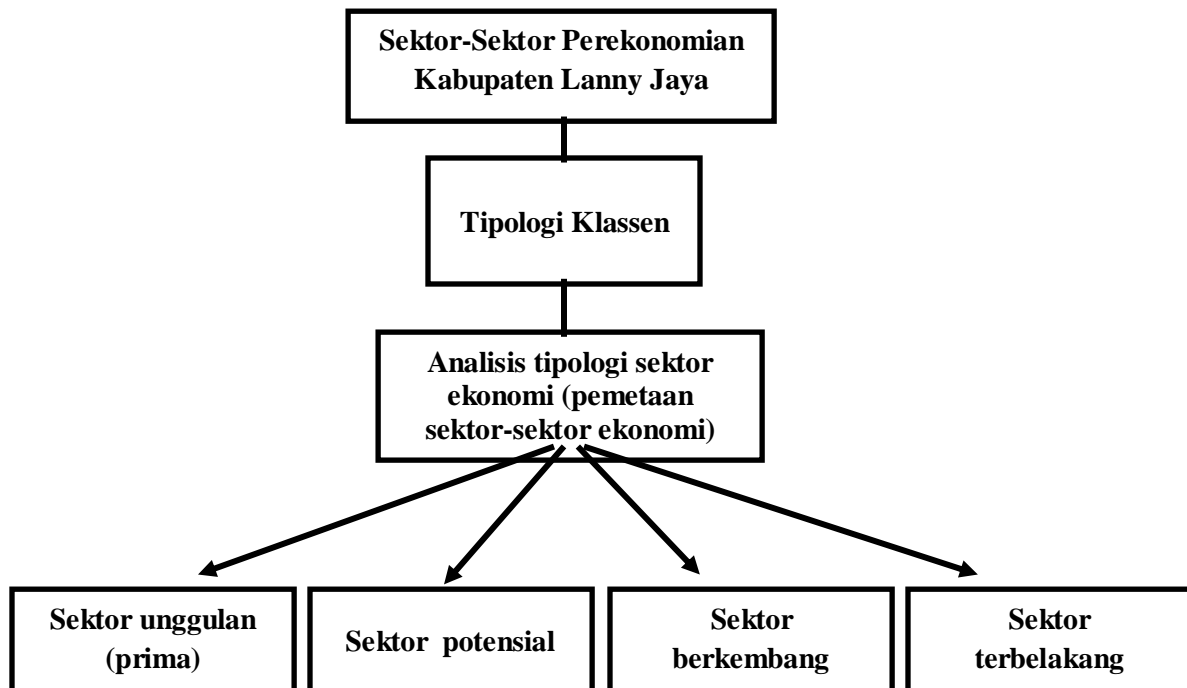 Sektor-Sektor Perekonomian
Kabupaten Lanny Jaya
Tipologi Klassen
Analisis tipologi sektor
ekonomi (pemetaan
sektor-sektor ekonomi)
Sektor unggulan
(prima)
Sektor potensial
Sektor
berkembang
Sektor
terbelakang